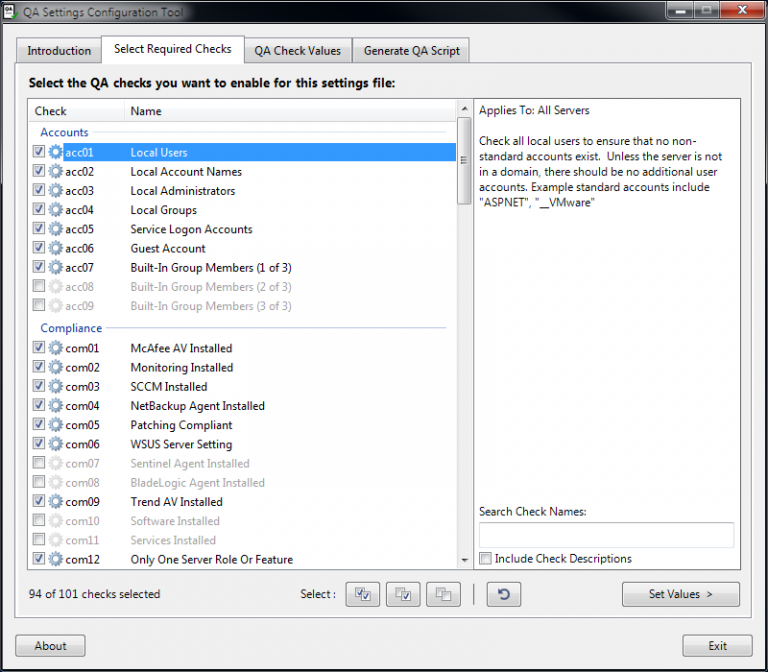 QA Settings Configuration Tool
Introduction
Select Required Checks
QA Check Values
Generate QA Script
Select the QA checks you want to enable for this settings file:
Check Name
Accounts
acc01 Local Users
acc02 Local Account Names
acc03 Local Administrators
acc04 Local Groups
acc05 Service Logon Accounts
acc06 Guest Account
acc07 Built-In Group Members (1 of 3)
acc08 Built-In Group Members (2 of 3)
acc09 Built-In Group Members (3 of 3)
Compliance
com01 McAfee AV Installed
com02 Monitoring Installed
com03 SCCM Installed
com04 NetBackup Agent Installed
com05 Patching Compliant
com06 WSUS Server Setting
com07 Sentinel Agent Installed
com08 BladeLogic Agent Installed
com09 Trend AV Installed
com10 Software Installed
com11 Services Installed
com12 Only One Server Role Or Feature
Applies To: All Servers
Check all local users to ensure that no non-
standard accounts exist. Unless the server is not
in a domain, there should be no additional user
accounts. Example standard accounts include
"ASPNET", "__VMware"
Search Check Names:
Include Check Descriptions
94 of 101 checks selected
Select :
Set Values >
About
Exit